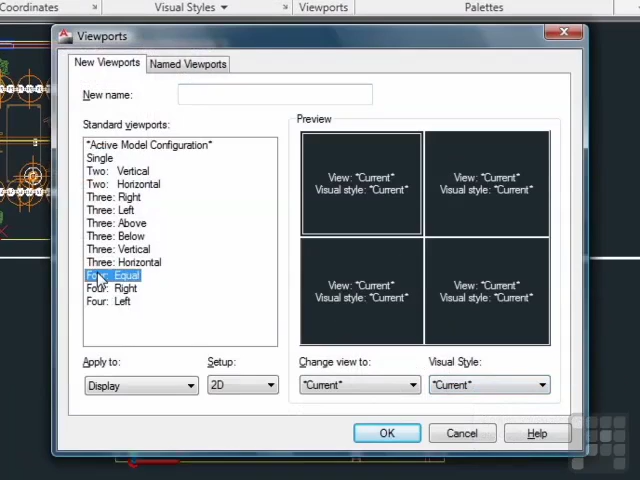 Coordinates
Visual Styles
Viewports
Palettes
Viewports
New Viewports
Named Viewports
New name:
Standard viewports:
*Active Model Configuration*
Single
Two: Vertical
Two: Horizontal
Three: Right
Three: Left
Three: Above
Three: Below
Three: Vertical
Three: Horizontal
Four: Equal
Four: Right
Four: Left
Preview
View: *Current*
Visual style: *Current*
View: *Current*
Visual style: *Current*
View: *Current*
Visual style: *Current*
View: *Current*
Visual style: *Current*
Apply to:
Setup:
Change view to:
Visual Style:
Display
2D
*Current*
*Current*
OK
Cancel
Help